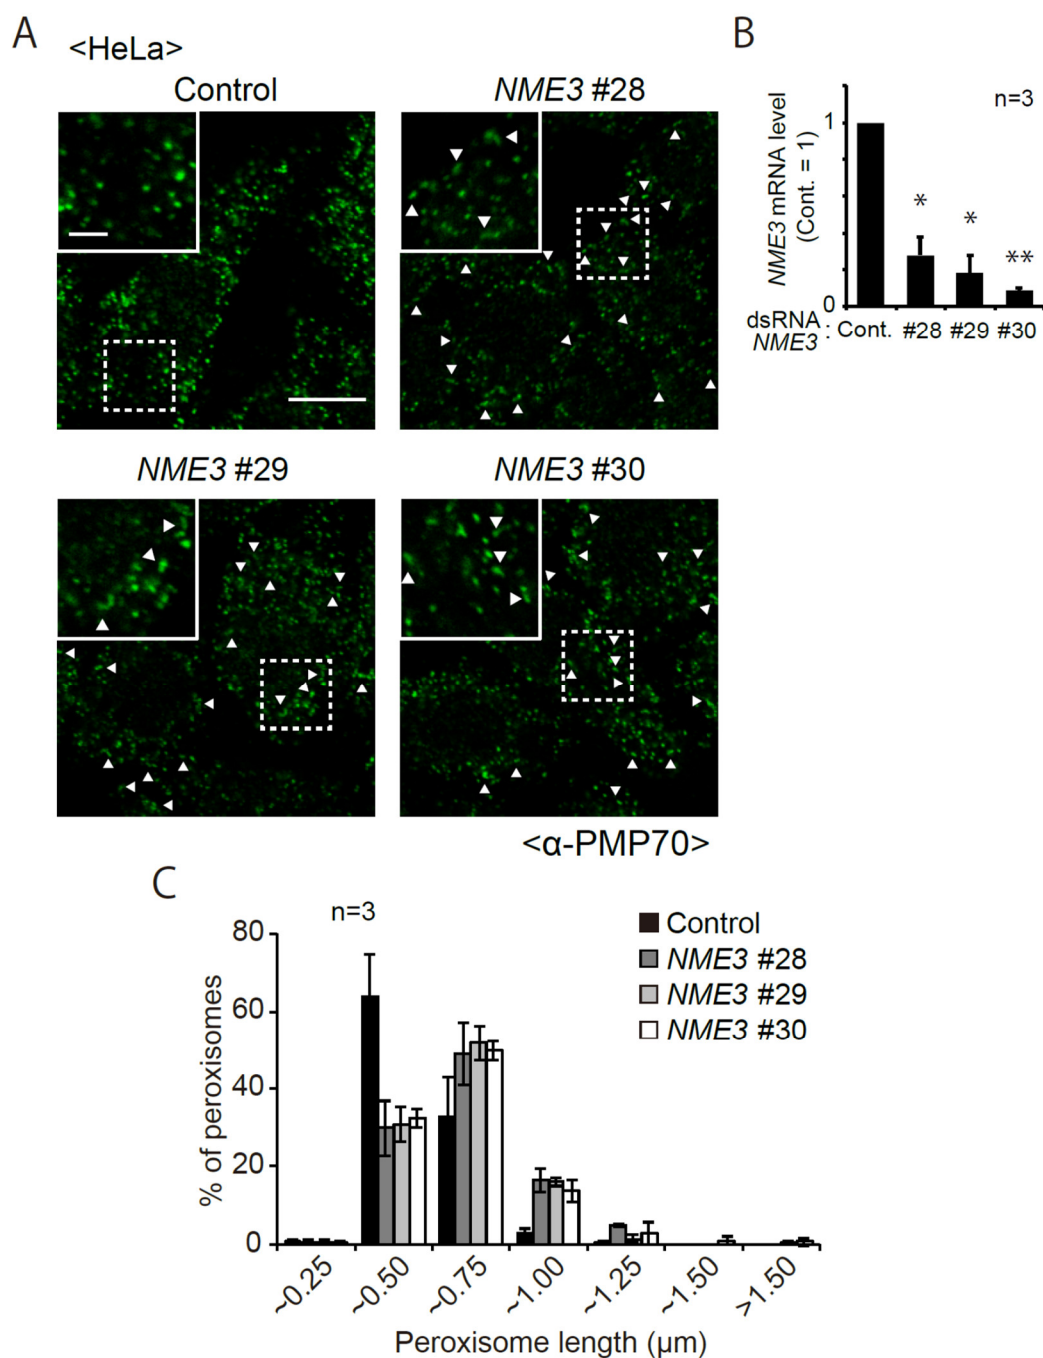 A
<HeLa>
Control
NME3 #28
NME3 #29
NME3 #30
<α-PMP70>
B
n=3
NME3 mRNA level
(Cont. = 1)
1
0
dsRNA
NME3 :
Cont. #28 #29 #30
*
*
**
C
n=3
Control
NME3 #28
NME3 #29
NME3 #30
% of peroxisomes
80
60
40
20
0
~0.25
~0.50
~0.75
~1.00
~1.25
~1.50
>1.50
Peroxisome length (μm)